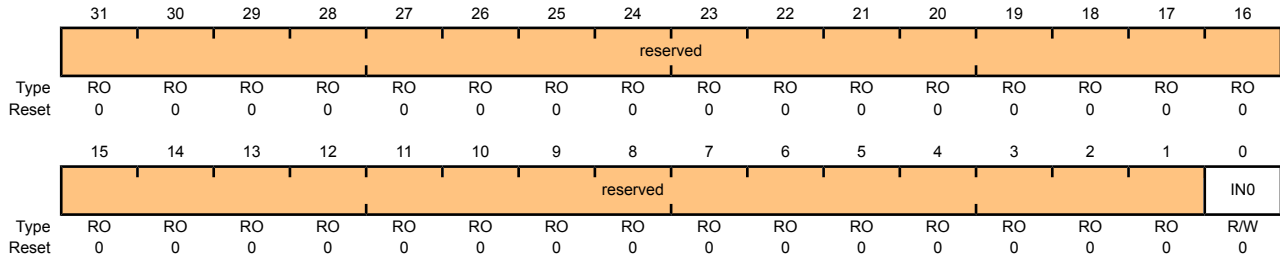 31 30 29 28 27 26 25 24 23 22 21 20 19 18 17 16
reserved
Type RO RO RO RO RO RO RO RO RO RO RO RO RO RO RO RO
Reset 0 0 0 0 0 0 0 0 0 0 0 0 0 0 0 0
15 14 13 12 11 10 9 8 7 6 5 4 3 2 1 0
reserved IN0
Type RO RO RO RO RO RO RO RO RO RO RO RO RO RO RO R/W
Reset 0 0 0 0 0 0 0 0 0 0 0 0 0 0 0 0